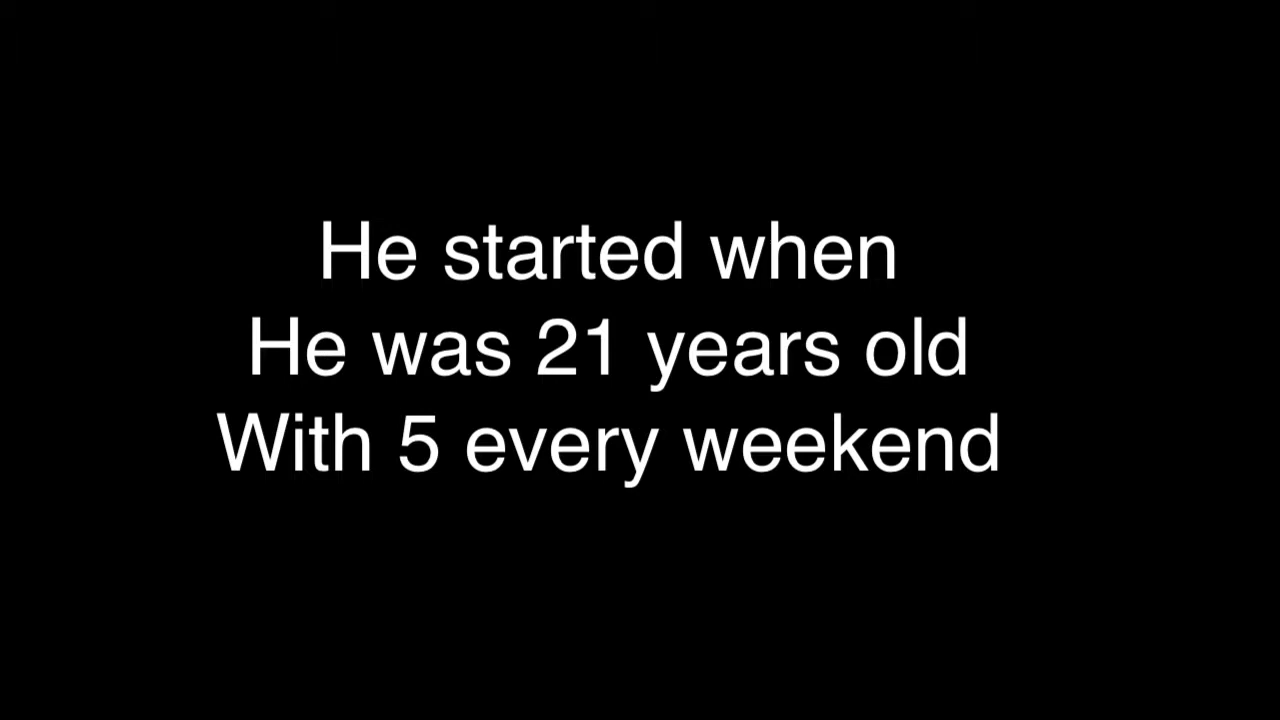 He started when
He was 21 years old
With 5 every weekend